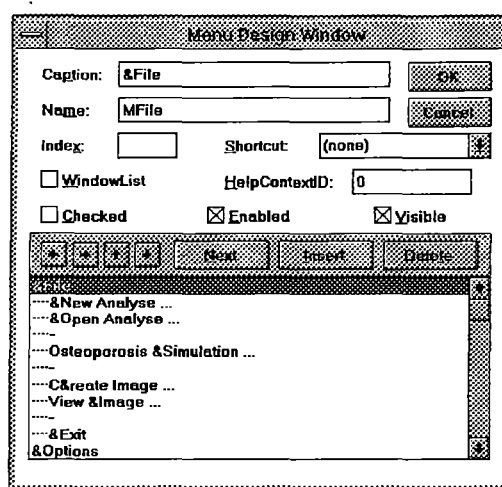 Menu Design Window
Caption: &File
OK
Name: MFile
Cancel
Index:
Shortcut: (none)
WindowList
HelpContextID: 0
Checked
Enabled
Visible
Next
Insert
Delete
&File
----&New Analyse ...
----&Open Analyse ...
-----
----Osteoporosis &Simulation ...
-----
----C&reate Image ...
----View &Image ...
-----
----&Exit
&Options